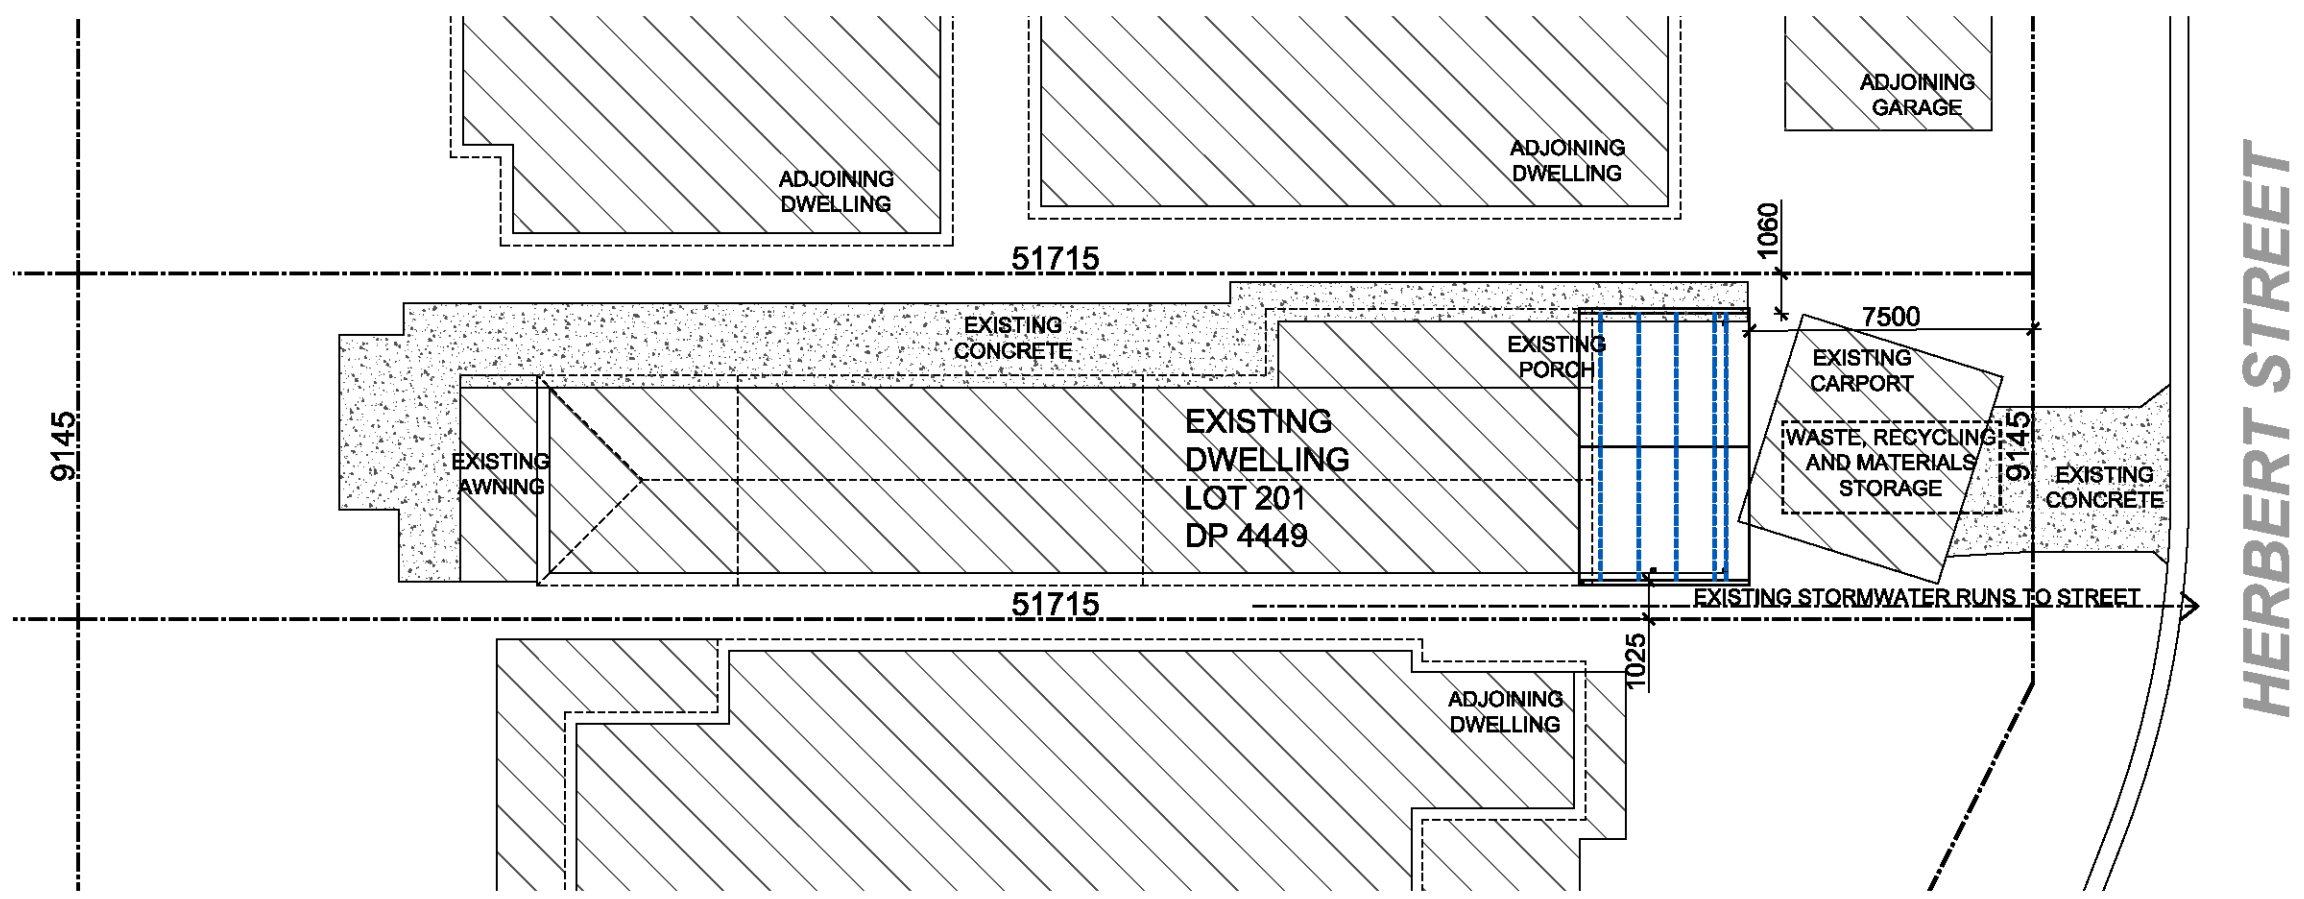 ADJOINING
GARAGE
ADJOINING
DWELLING
ADJOINING
DWELLING
1060
51715
7500
EXISTING
CONCRETE
EXISTING
PORCH
EXISTING
CARPORT
9145
EXISTING
DWELLING
LOT 201
DP 4449
EXISTING
AWNING
WASTE, RECYCLING
AND MATERIALS
STORAGE
9145
EXISTING
CONCRETE
HERBERT STREET
51715
EXISTING STORMWATER RUNS TO STREET
1025
ADJOINING
DWELLING